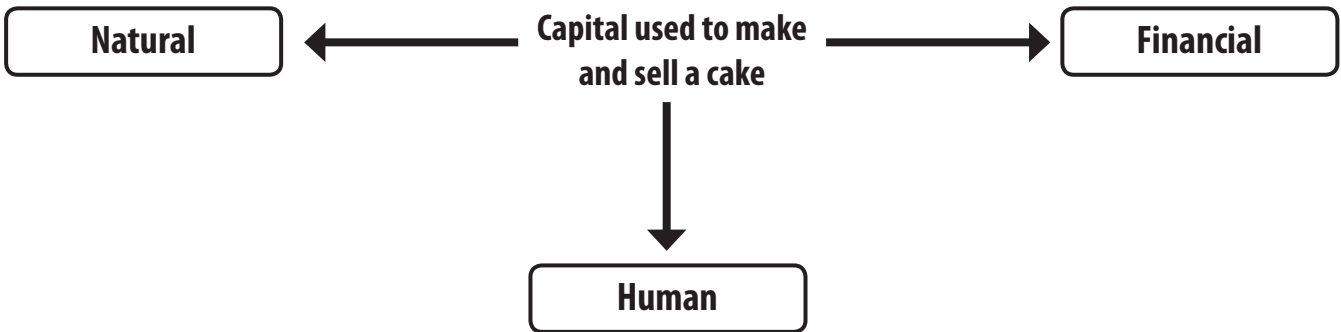 Natural
Capital used to make
and sell a cake
Financial
Human